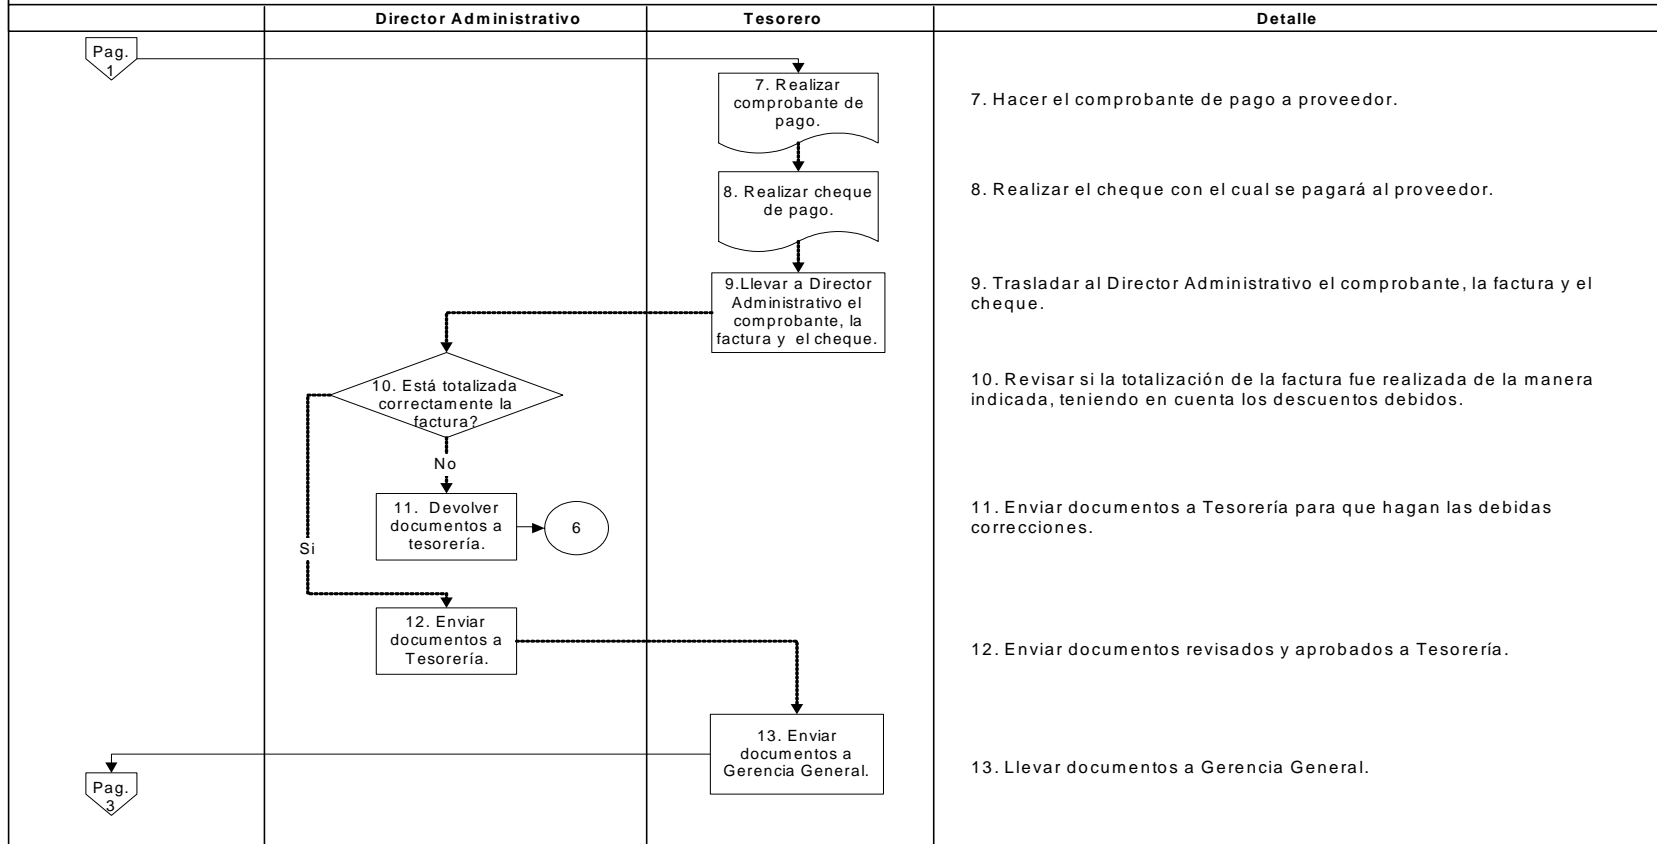 Director Administrativo
Tesorero
Detalle
Pag.
1
7. Realizar
comprobante de
pago.
7. Hacer el comprobante de pago a proveedor.
8. Realizar cheque
de pago.
8. Realizar el cheque con el cual se pagará al proveedor.
9.Llevar a Director
Administrativo el
comprobante, la
factura y el cheque.
9. Trasladar al Director Administrativo el comprobante, la factura y el
cheque.
10. Está totalizada
correctamente la
factura?
10. Revisar si la totalización de la factura fue realizada de la manera
indicada, teniendo en cuenta los descuentos debidos.
No
11. Devolver
documentos a
tesorería.
6
11. Enviar documentos a Tesorería para que hagan las debidas
correcciones.
Si
12. Enviar
documentos a
Tesorería.
12. Enviar documentos revisados y aprobados a Tesorería.
13. Enviar
documentos a
Gerencia General.
13. Llevar documentos a Gerencia General.
Pag.
3